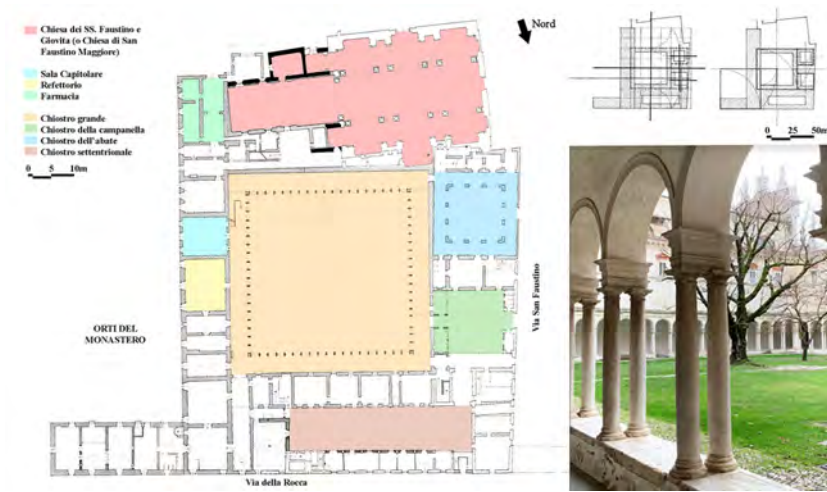 Chiesa dei SS. Faustino e
Giovita (o Chiesa di San
Faustino Maggiore)
Sala Capitolare
Refettorio
Farmacia
Chiostro grande
Chiostro della campanella
Chiostro dell'abate
Chiostro settentrionale
0 5 10m
Nord
0 25 50m
ORTI DEL
MONASTERO
Via San Faustino
Via della Rocca